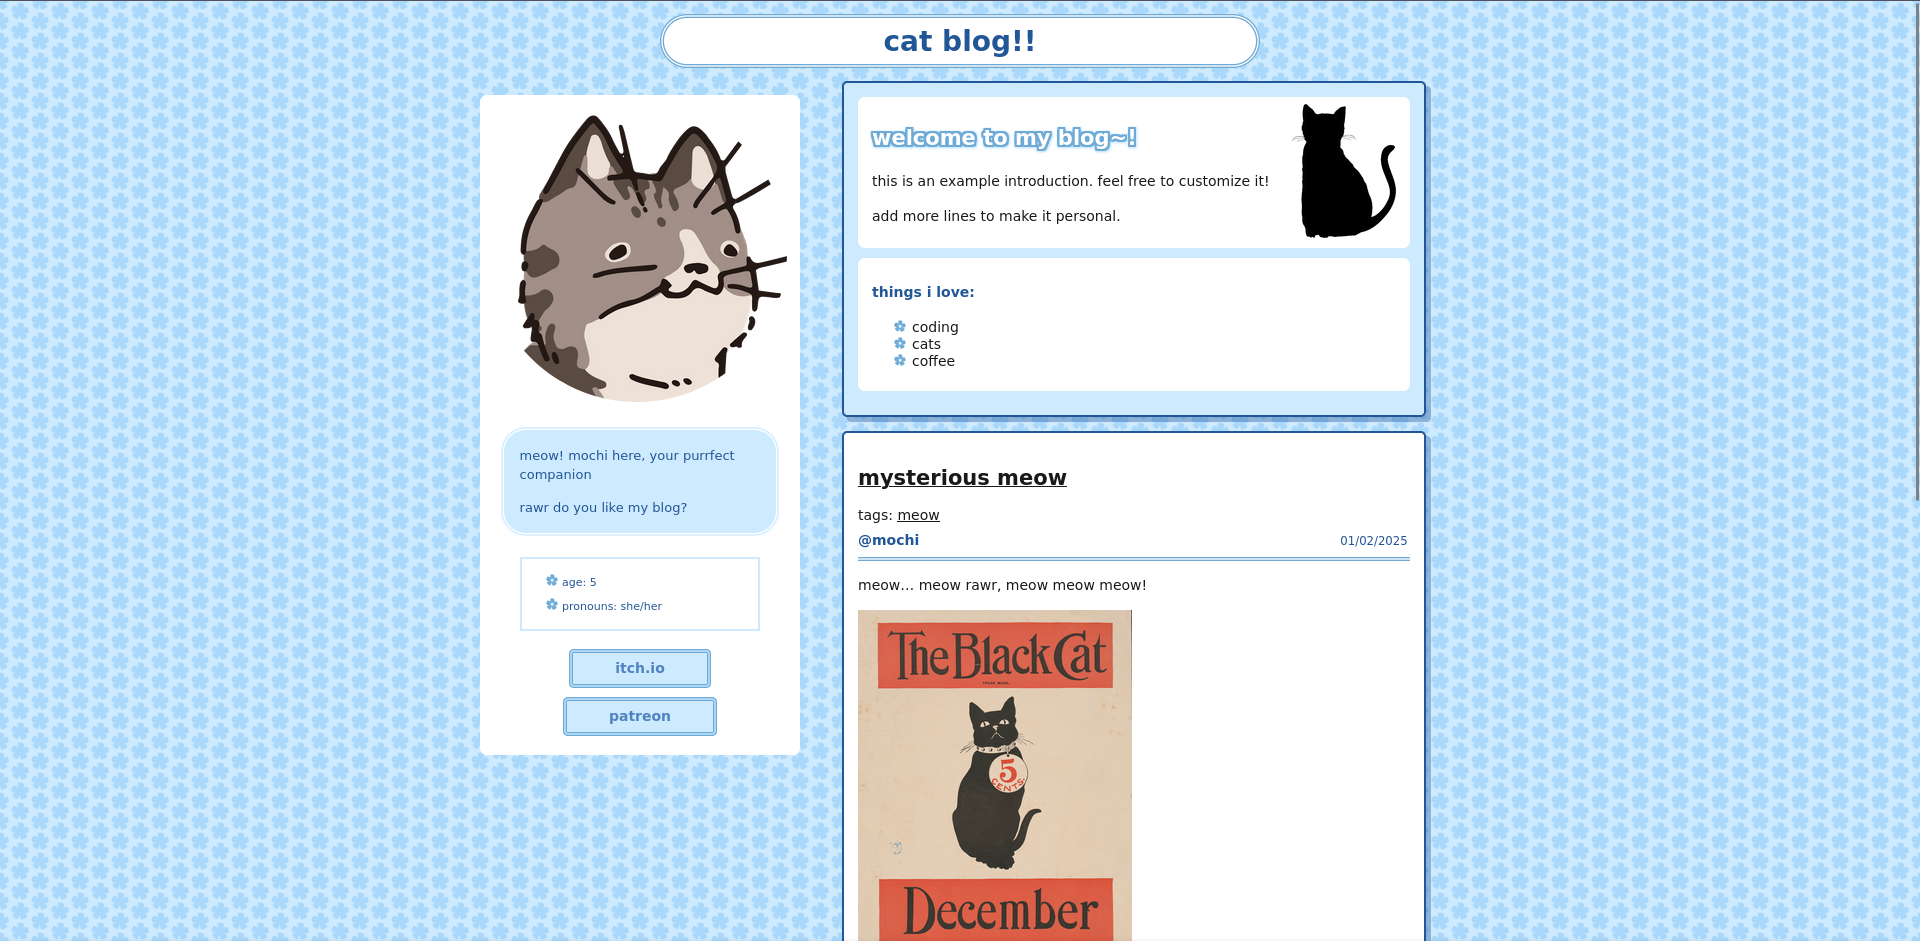 cat blog!!
meow! mochi here, your purrfect
companion
rawr do you like my blog?
age: 5
pronouns: she/her
itch.io
patreon
welcome to my blog~!
this is an example introduction. feel free to customize it!
add more lines to make it personal.
things i love:
coding
cats
coffee
mysterious meow
tags: meow
@mochi 01/02/2025
meow… meow rawr, meow meow meow!
The Black Cat
TRADE MARK.
5
CENTS.
December